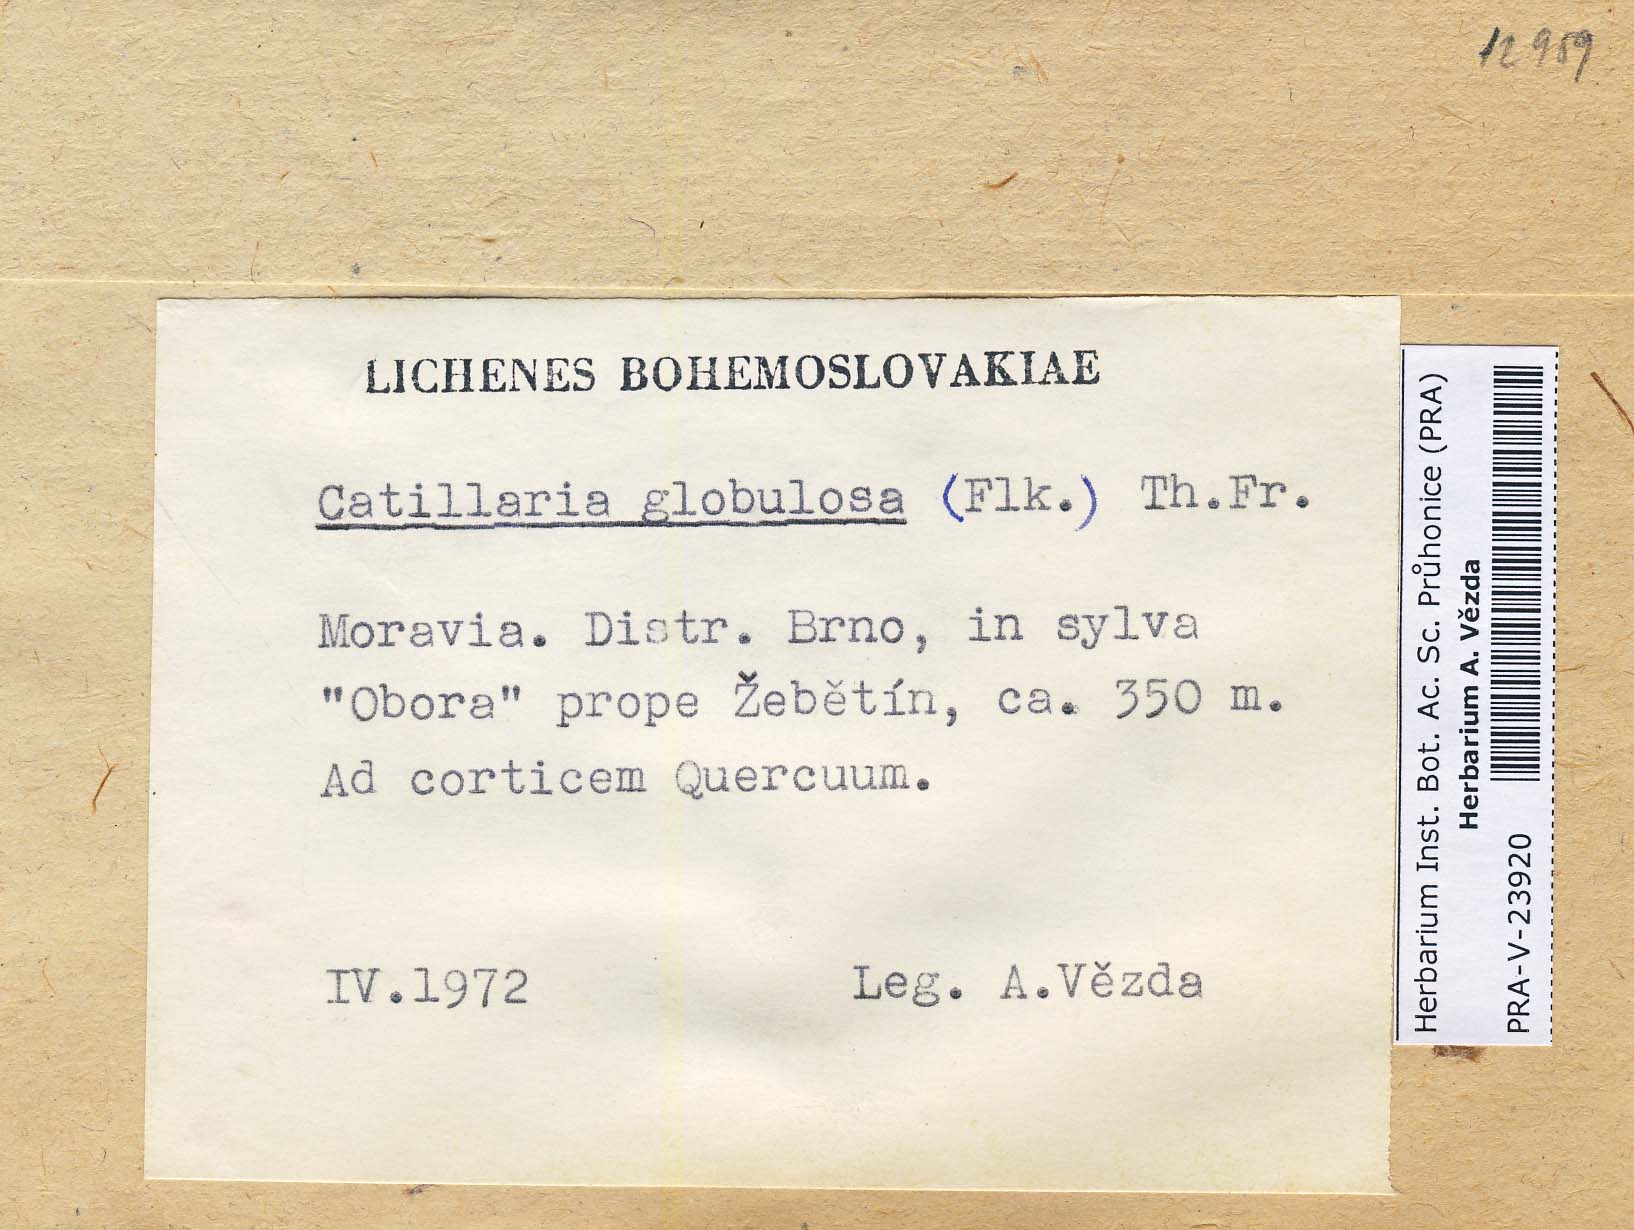 12959
LICHENES BOHEMOSLOVAKIAE
Catillaria globulosa (Flk.) Th.Fr.
Moravia. Distr. Brno, in sylva
"Obora" prope Žebětín, ca. 350 m.
Ad corticem Quercuum.
IV.1972 Leg. A.Vězda
Herbarium Inst. Bot. Ac. Sc. Průhonice (PRA)
Herbarium A. Vězda
PRA-V-23920